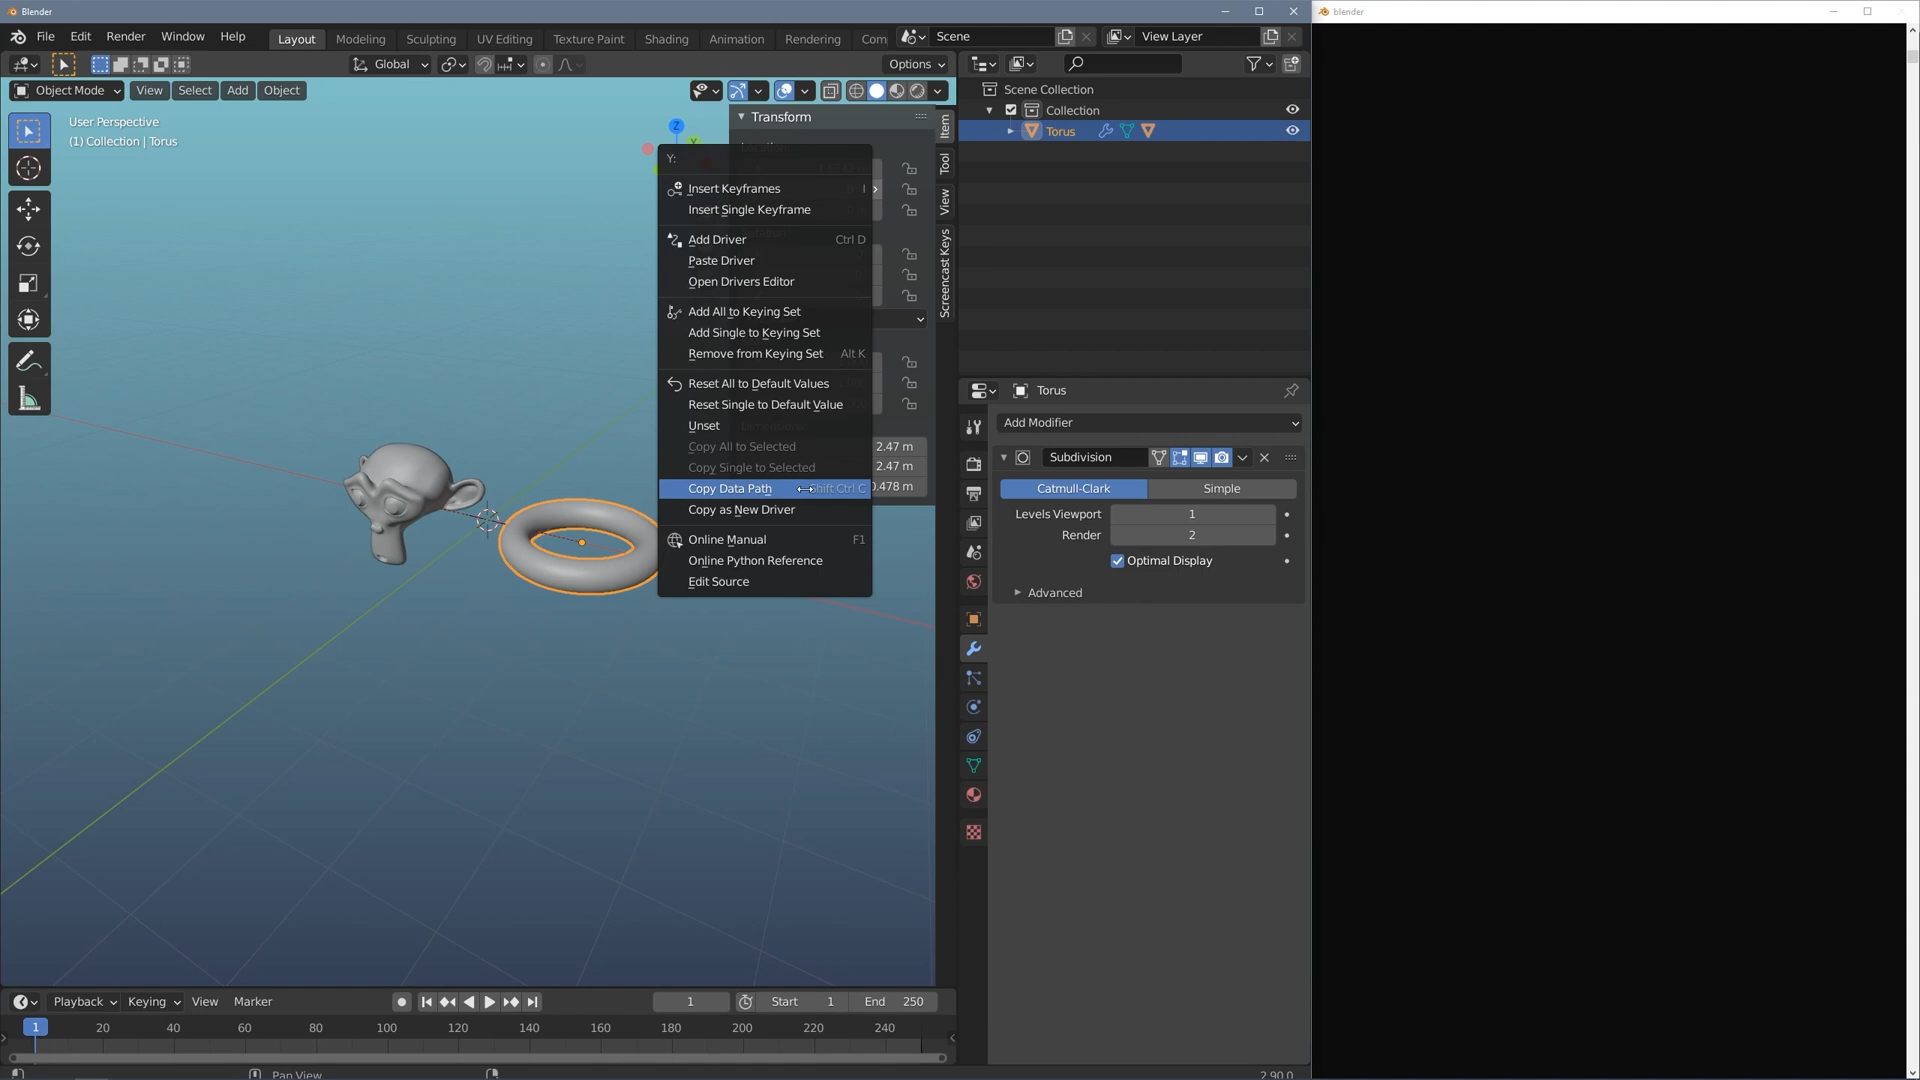 Blender
blender
File Edit Render Window Help
Layout Modeling Sculpting UV Editing Texture Paint Shading Animation Rendering Com
Scene
View Layer
Global
Options
Object Mode View Select Add Object
User Perspective
(1) Collection | Torus
Z
Y
Transform
Item
Tool
View
Screencast Keys
Y:
Insert Keyframes I
Insert Single Keyframe
Add Driver Ctrl D
Paste Driver
Open Drivers Editor
Add All to Keying Set
Add Single to Keying Set
Remove from Keying Set Alt K
Reset All to Default Values
Reset Single to Default Value
Unset
Copy All to Selected
Copy Single to Selected
Copy Data Path Shift Ctrl C
Copy as New Driver
Online Manual F1
Online Python Reference
Edit Source
2.47 m
2.47 m
0.478 m
Scene Collection
Collection
Torus
Torus
Add Modifier
Subdivision
Catmull-Clark Simple
Levels Viewport 1
Render 2
Optimal Display
Advanced
Playback Keying View Marker
1
Start 1
End 250
1 20 40 60 80 100 120 140 160 180 200 220 240
Pan View
2.90.0